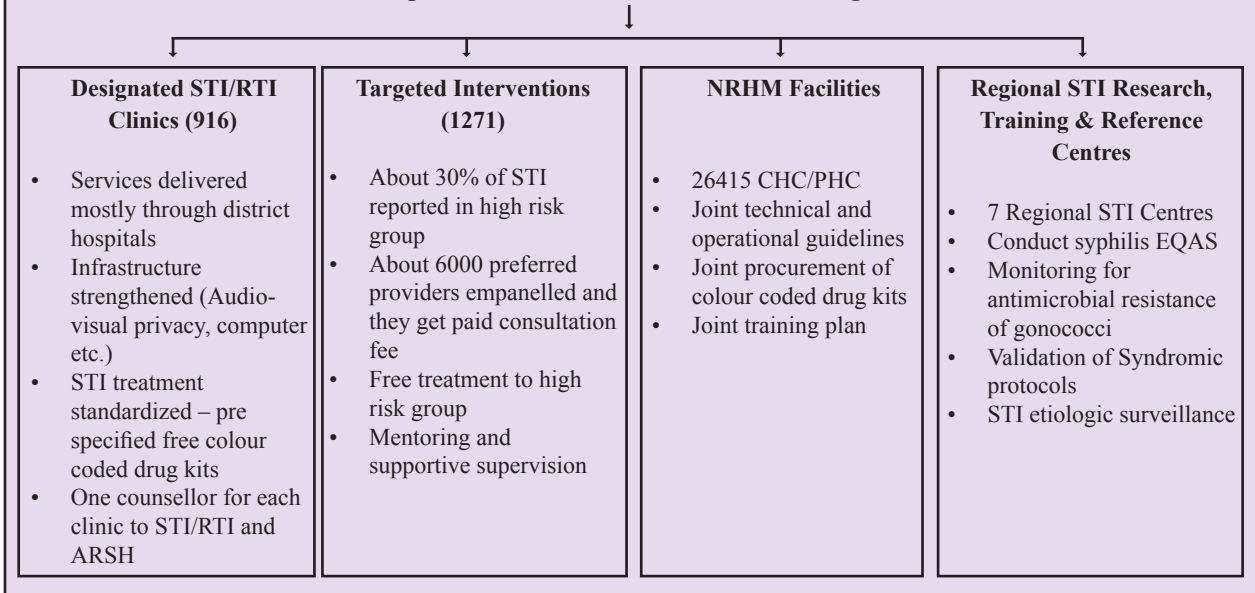 Designated STI/RTI
Clinics (916)
• Services delivered
mostly through district
hospitals
• Infrastructure
strengthened (Audio-
visual privacy, computer
etc.)
• STI treatment
standardized – pre
specified free colour
coded drug kits
• One counsellor for each
clinic to STI/RTI and
ARSH
Targeted Interventions
(1271)
• About 30% of STI
reported in high risk
group
• About 6000 preferred
providers empanelled and
they get paid consultation
fee
• Free treatment to high
risk group
• Mentoring and
supportive supervision
NRHM Facilities
• 26415 CHC/PHC
• Joint technical and
operational guidelines
• Joint procurement of
colour coded drug kits
• Joint training plan
Regional STI Research,
Training & Reference
Centres
• 7 Regional STI Centres
• Conduct syphilis EQAS
• Monitoring for
antimicrobial resistance
of gonococci
• Validation of Syndromic
protocols
• STI etiologic surveillance